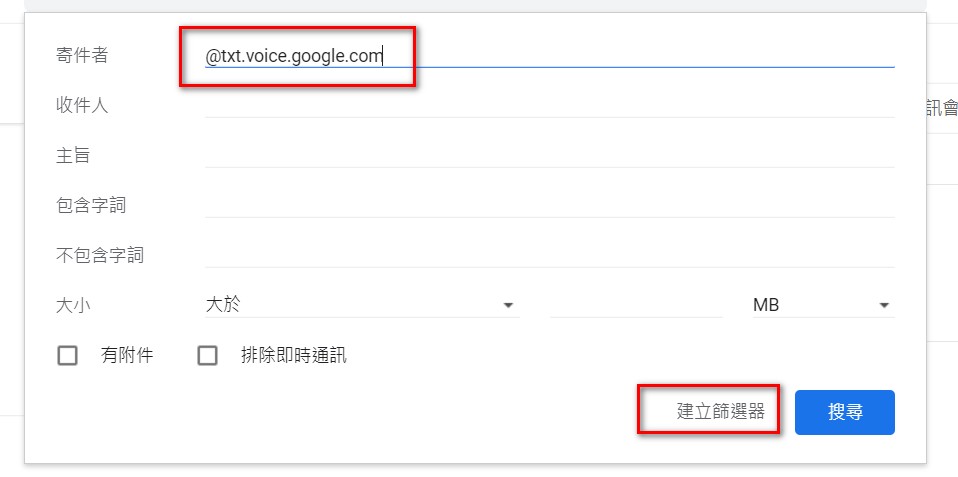 寄件者 @txt.voice.google.com
收件人
訊會
主旨
包含字詞
不包含字詞
大小 大於 MB
有附件 排除即時通訊
建立篩選器 搜尋